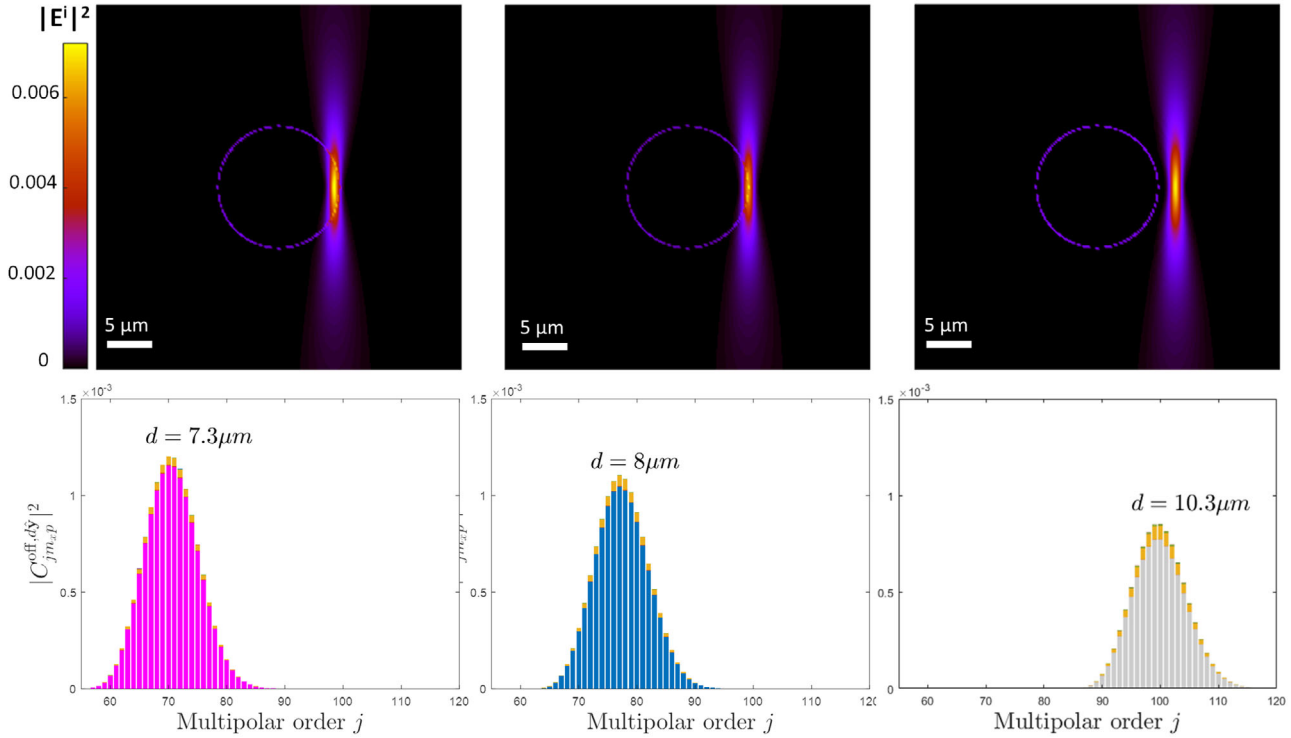 |Eⁱ|²
0.006
0.004
0.002
0
5 μm
5 μm
5 μm
×10⁻³
1.5
1
0.5
0
d = 7.3μm
|C^{off,dŷ}_{jm_xp}|²
60 70 80 90 100 110 120
Multipolar order j
×10⁻³
1.5
1
0.5
0
d = 8μm
jm_xp
60 70 80 90 100 110 120
Multipolar order j
×10⁻³
1.5
1
0.5
0
d = 10.3μm
60 70 80 90 100 110 120
Multipolar order j